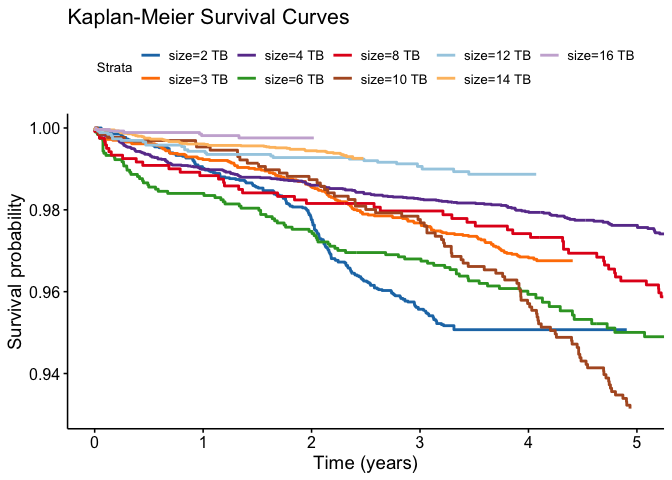 Kaplan-Meier Survival Curves
Strata
size=2 TB size=4 TB size=8 TB size=12 TB size=16 TB
size=3 TB size=6 TB size=10 TB size=14 TB
Survival probability
1.00
0.98
0.96
0.94
0 1 2 3 4 5
Time (years)